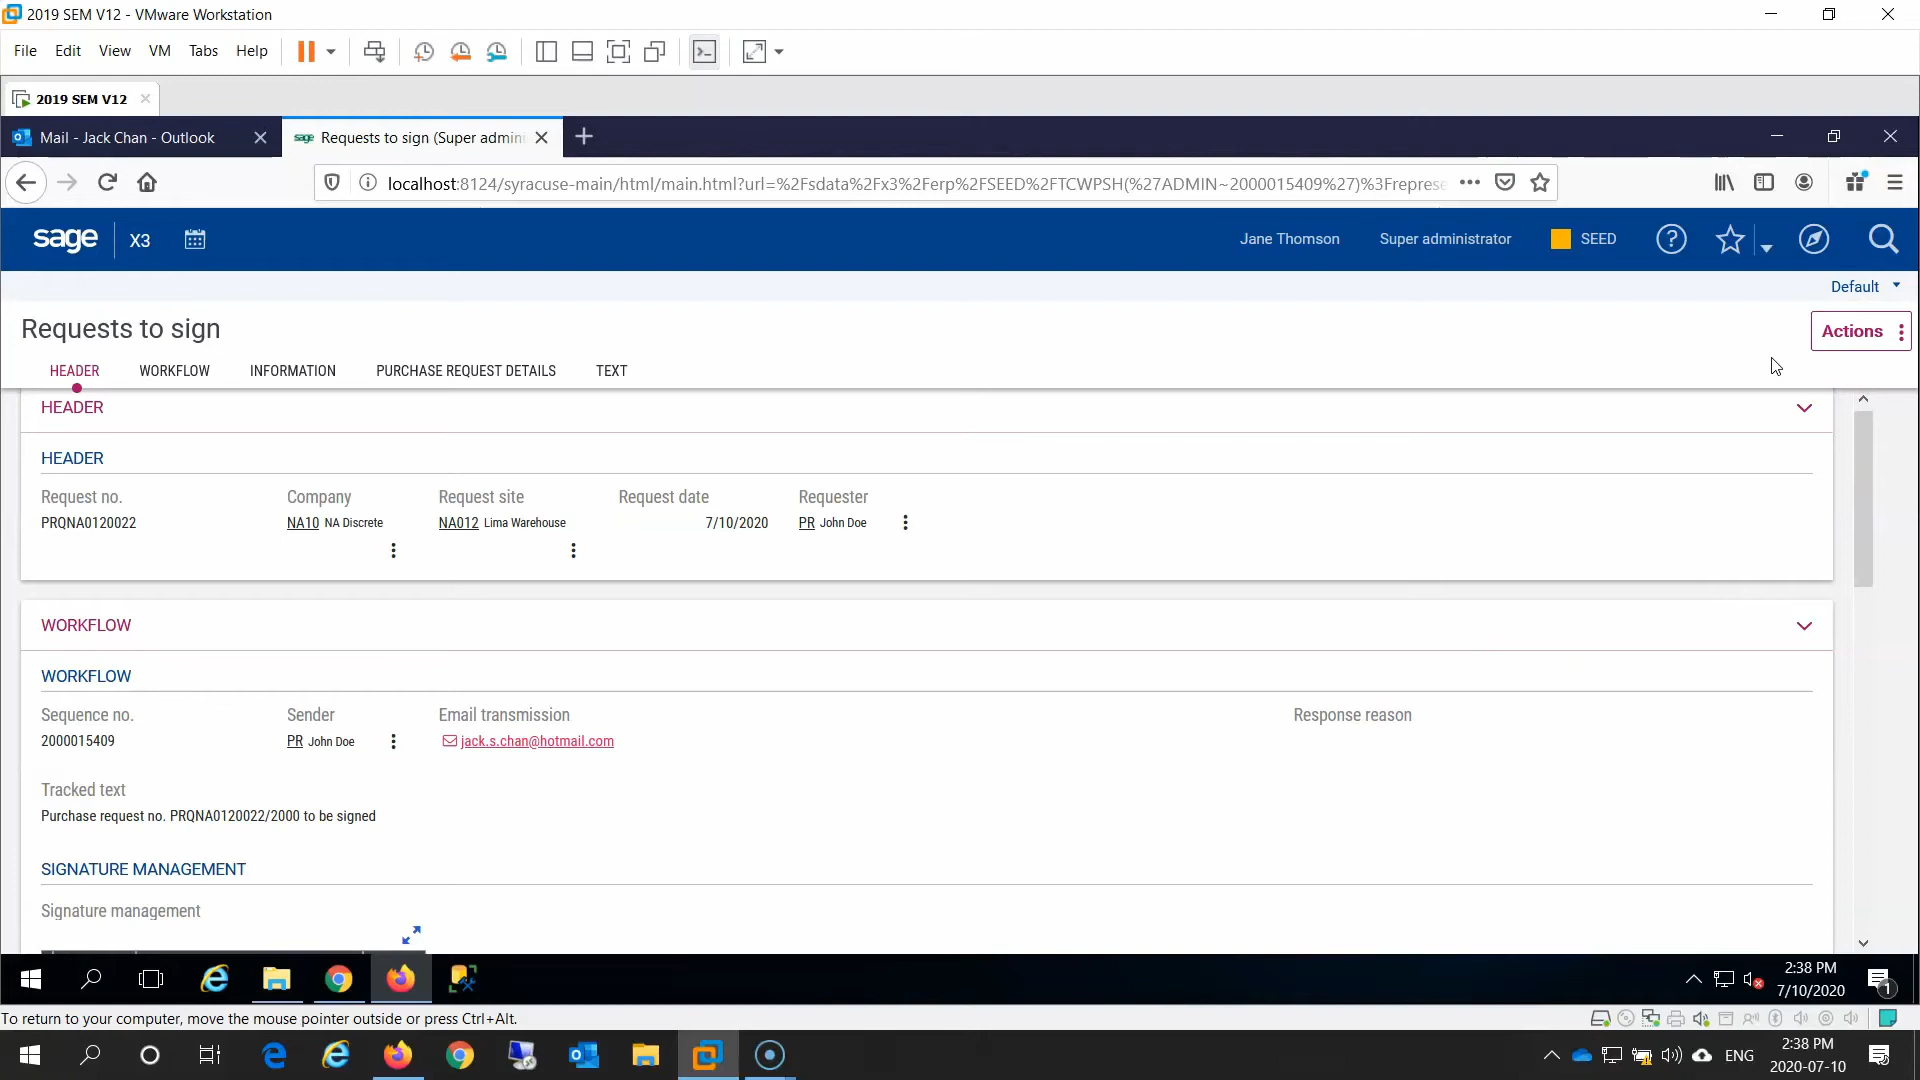 2019 SEM V12 - VMware Workstation
File Edit View VM Tabs Help
2019 SEM V12
Mail - Jack Chan - Outlook
sage Requests to sign (Super admini
localhost:8124/syracuse-main/html/main.html?url=%2Fsdata%2Fx3%2Ferp%2FSEED%2FTCWPSH(%27ADMIN~2000015409%27)%3Frepres
sage X3 Jane Thomson Super administrator SEED
Default
Requests to sign
Actions
HEADER WORKFLOW INFORMATION PURCHASE REQUEST DETAILS TEXT
HEADER
HEADER
Request no. Company Request site Request date Requester
PRQNA0120022 NA10 NA Discrete NA012 Lima Warehouse 7/10/2020 PR John Doe
WORKFLOW
WORKFLOW
Sequence no. Sender Email transmission Response reason
2000015409 PR John Doe jack.s.chan@hotmail.com
Tracked text
Purchase request no. PRQNA0120022/2000 to be signed
SIGNATURE MANAGEMENT
Signature management
2:38 PM
7/10/2020
1
To return to your computer, move the mouse pointer outside or press Ctrl+Alt.
ENG
2:38 PM
2020-07-10